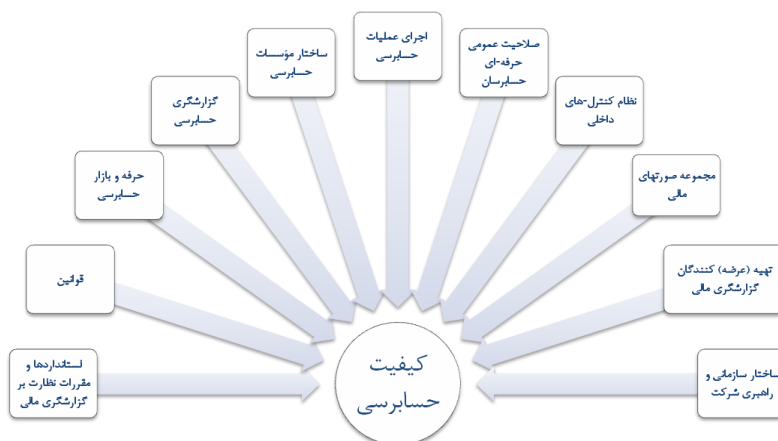 اجرای عملیات
حسابرسی
صلاحیت عمومی
حرفه-ای
حسابرسان
ساختار مؤسسات
حسابرسی
نظام کنترل-های
داخلی
گزارشگری
حسابرسی
مجموعه صورتهای
مالی
حرفه و بازار
حسابرسی
تهیه (عرضه) کنندگان
گزارشگری مالی
قوانین
ساختار سازمانی و
راهبری شرکت
استانداردها و
مقررات نظارت بر
گزارشگری مالی
کیفیت
حسابرسی